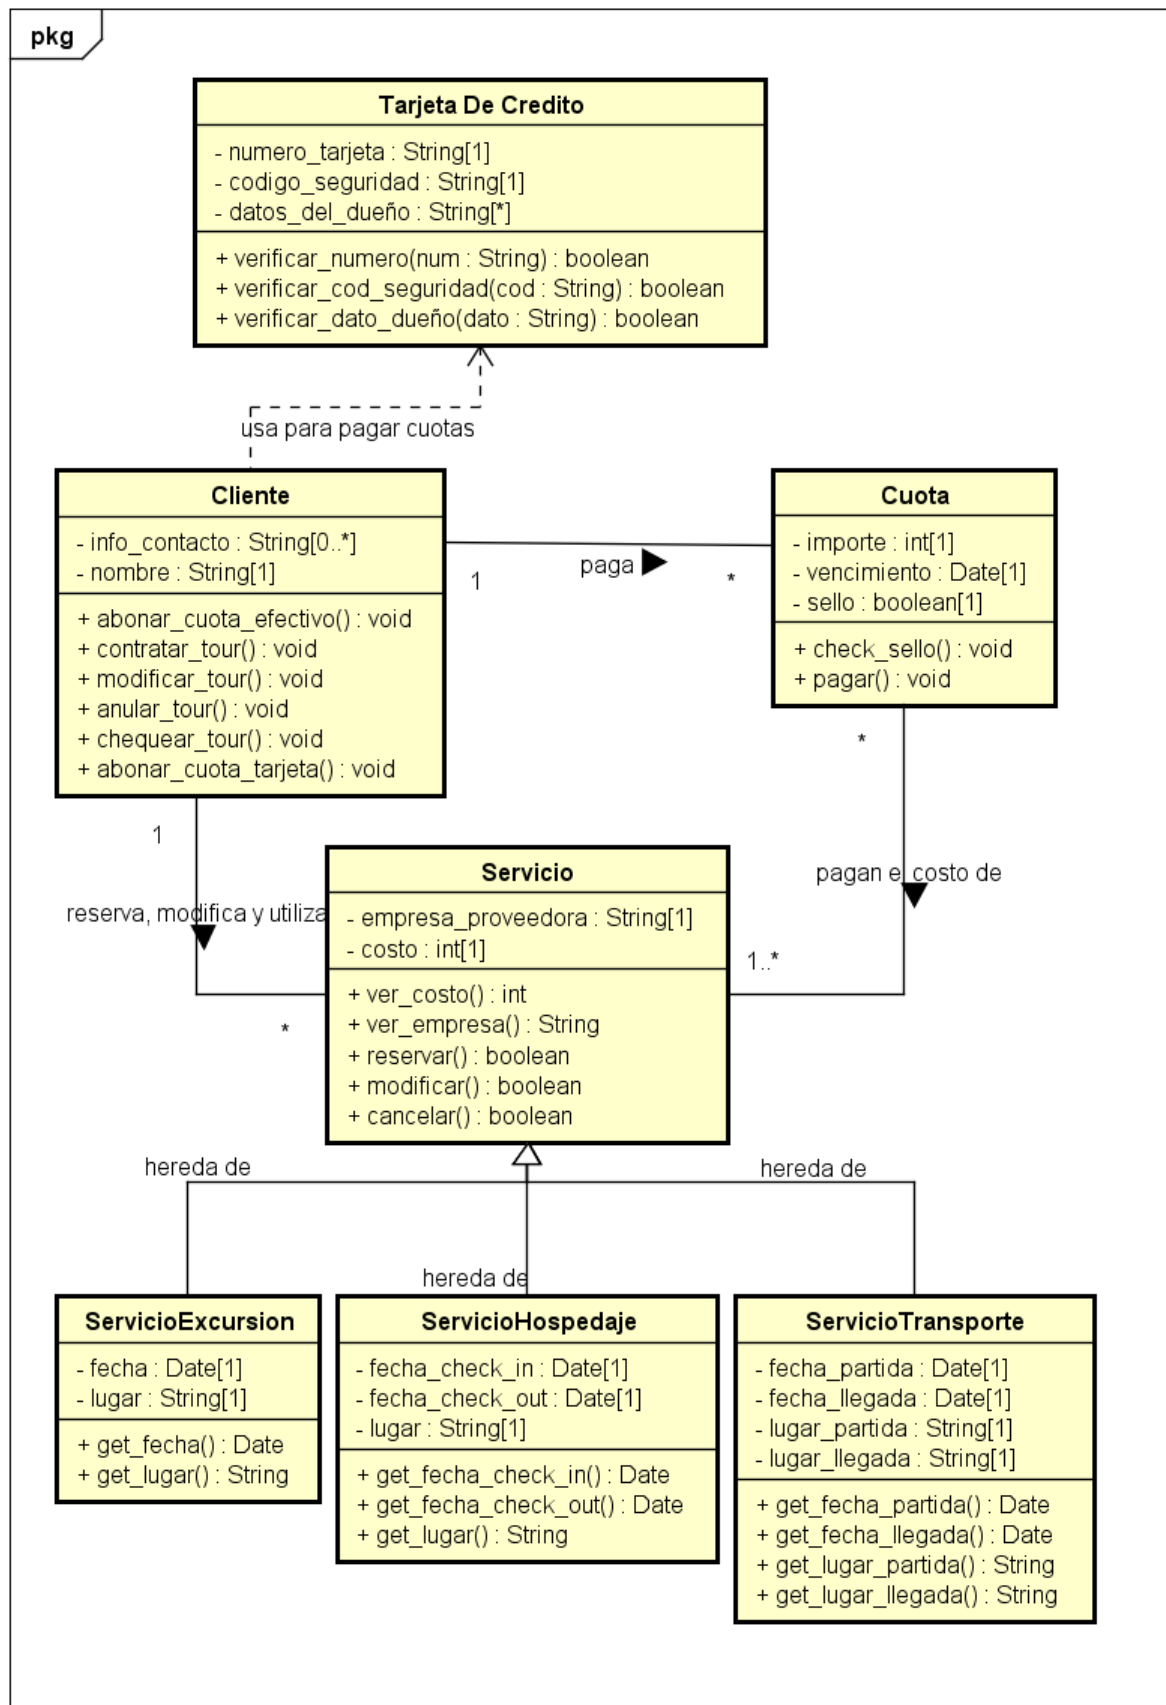 pkg
Tarjeta De Credito
- numero_tarjeta : String[1]
- codigo_seguridad : String[1]
- datos_del_dueño : String[*]
+ verificar_numero(num : String) : boolean
+ verificar_cod_seguridad(cod : String) : boolean
+ verificar_dato_dueño(dato : String) : boolean
usa para pagar cuotas
Cliente
- info_contacto : String[0..*]
- nombre : String[1]
+ abonar_cuota_efectivo() : void
+ contratar_tour() : void
+ modificar_tour() : void
+ anular_tour() : void
+ chequear_tour() : void
+ abonar_cuota_tarjeta() : void
1
paga
*
Cuota
- importe : int[1]
- vencimiento : Date[1]
- sello : boolean[1]
+ check_sello() : void
+ pagar() : void
*
pagan el costo de
1..*
1
reserva, modifica y utiliza
*
Servicio
- empresa_proveedora : String[1]
- costo : int[1]
+ ver_costo() : int
+ ver_empresa() : String
+ reservar() : boolean
+ modificar() : boolean
+ cancelar() : boolean
hereda de
hereda de
hereda de
ServicioExcursion
- fecha : Date[1]
- lugar : String[1]
+ get_fecha() : Date
+ get_lugar() : String
ServicioHospedaje
- fecha_check_in : Date[1]
- fecha_check_out : Date[1]
- lugar : String[1]
+ get_fecha_check_in() : Date
+ get_fecha_check_out() : Date
+ get_lugar() : String
ServicioTransporte
- fecha_partida : Date[1]
- fecha_llegada : Date[1]
- lugar_partida : String[1]
- lugar_llegada : String[1]
+ get_fecha_partida() : Date
+ get_fecha_llegada() : Date
+ get_lugar_partida() : String
+ get_lugar_llegada() : String